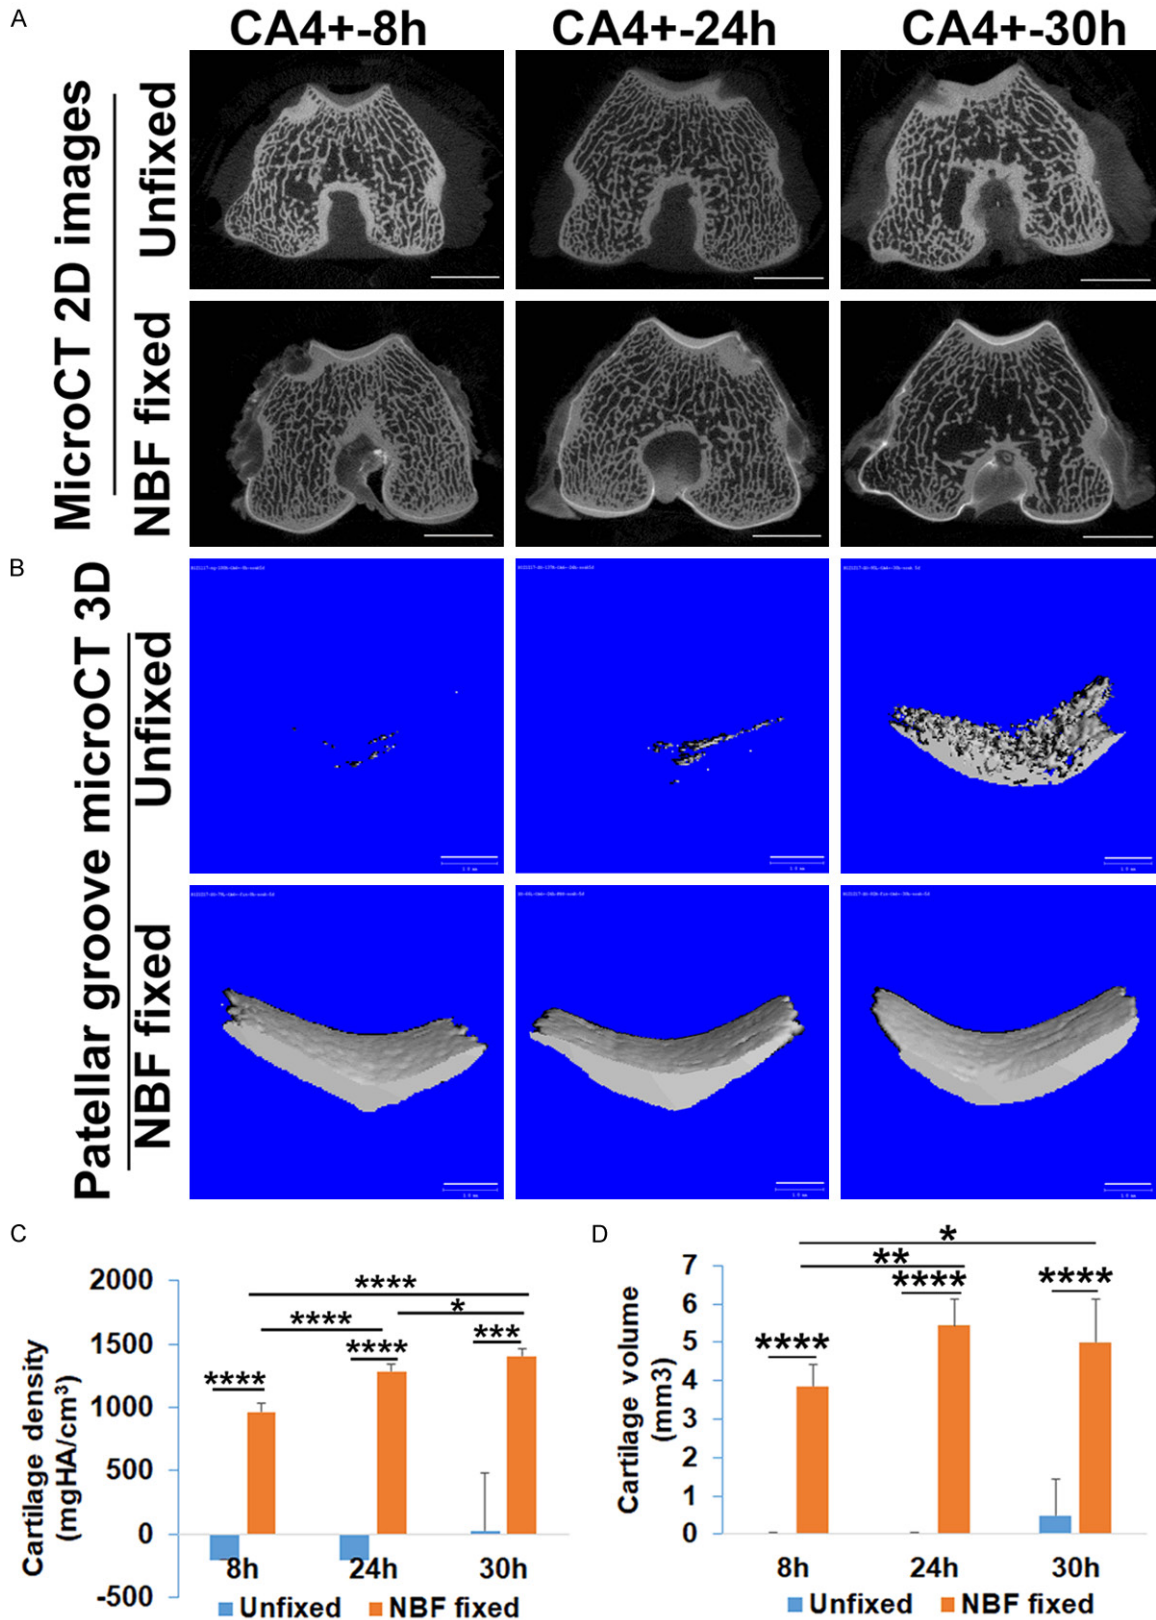 A
CA4+-8h
CA4+-24h
CA4+-30h
MicroCT 2D images
Unfixed
NBF fixed
B
Patellar groove microCT 3D
Unfixed
NBF fixed
C
Cartilage density
(mgHA/cm³)
2000
1500
1000
500
0
-500
****
****
*
****
****
***
8h
24h
30h
Unfixed
NBF fixed
D
Cartilage volume
(mm3)
7
6
5
4
3
2
1
0
*
**
****
****
****
8h
24h
30h
Unfixed
NBF fixed